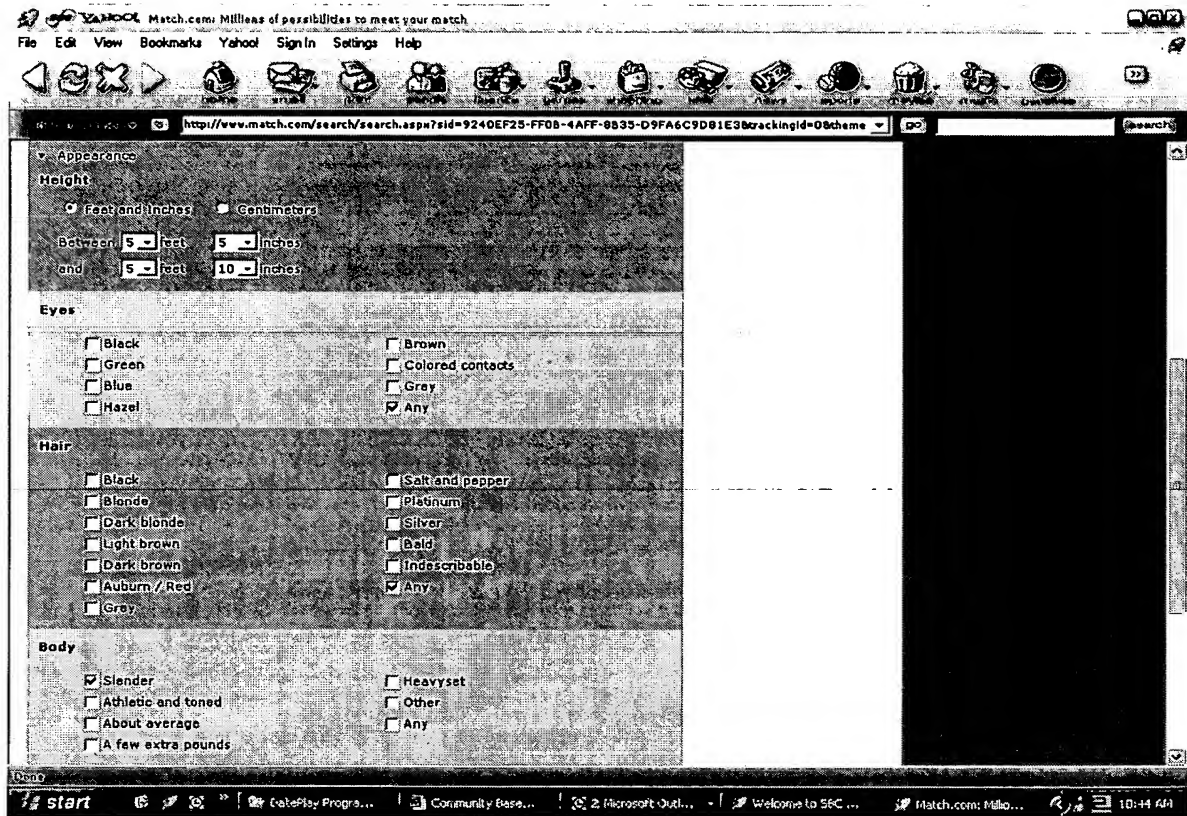 YAHOO! Match.com: Millions of possibilities to meet your match
File Edit View Bookmarks Yahoo! Sign In Settings Help
http://www.match.com/search/search.aspx?sid=9240EF25-FF0B-4AFF-8B35-D9FA6C9D81E3&trackingid=0&theme go search
Appearance
Height
Feet and Inches Centimeters
Between 5 feet 5 inches
and 5 feet 10 inches
Eyes
Black Brown
Green Colored contacts
Blue Grey
Hazel Any
Hair
Black Salt and pepper
Blonde Platinum
Dark blonde Silver
Light brown Bald
Dark brown Indescribable
Auburn / Red Any
Grey
Body
Slender Heavyset
Athletic and toned Other
About average Any
A few extra pounds
Done
start GatePlay Progra... Community Base... 2 Microsoft Outl... Welcome to SBC ... Match.com: Millio... 10:44 AM